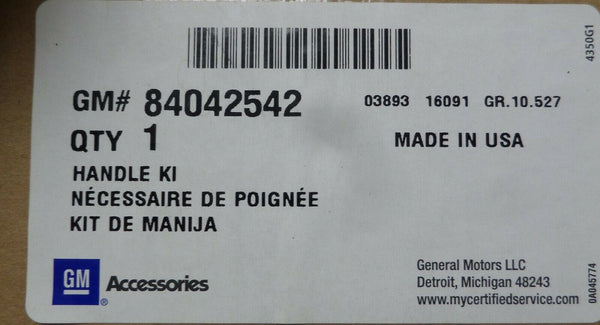 4350G1
GM# 84042542 03893 16091 GR.10.527
QTY 1 MADE IN USA
HANDLE KI
NÉCESSAIRE DE POIGNÉE
KIT DE MANIJA
GM Accessories
®
General Motors LLC
Detroit, Michigan 48243
www.mycertifiedservice.com
0A045774